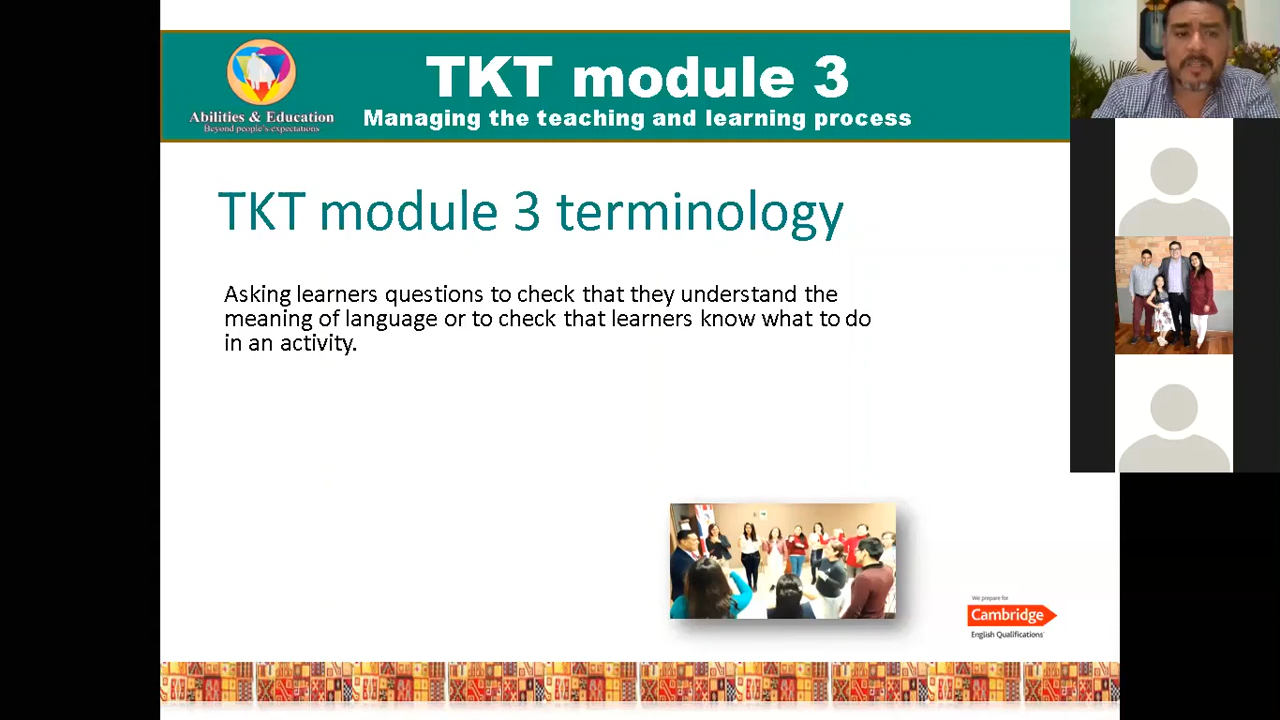 TKT module 3
Managing the teaching and learning process
Abilities & Education
Beyond people's expectations
TKT module 3 terminology
Asking learners questions to check that they understand the
meaning of language or to check that learners know what to do
in an activity.
We prepare for
Cambridge
English Qualifications